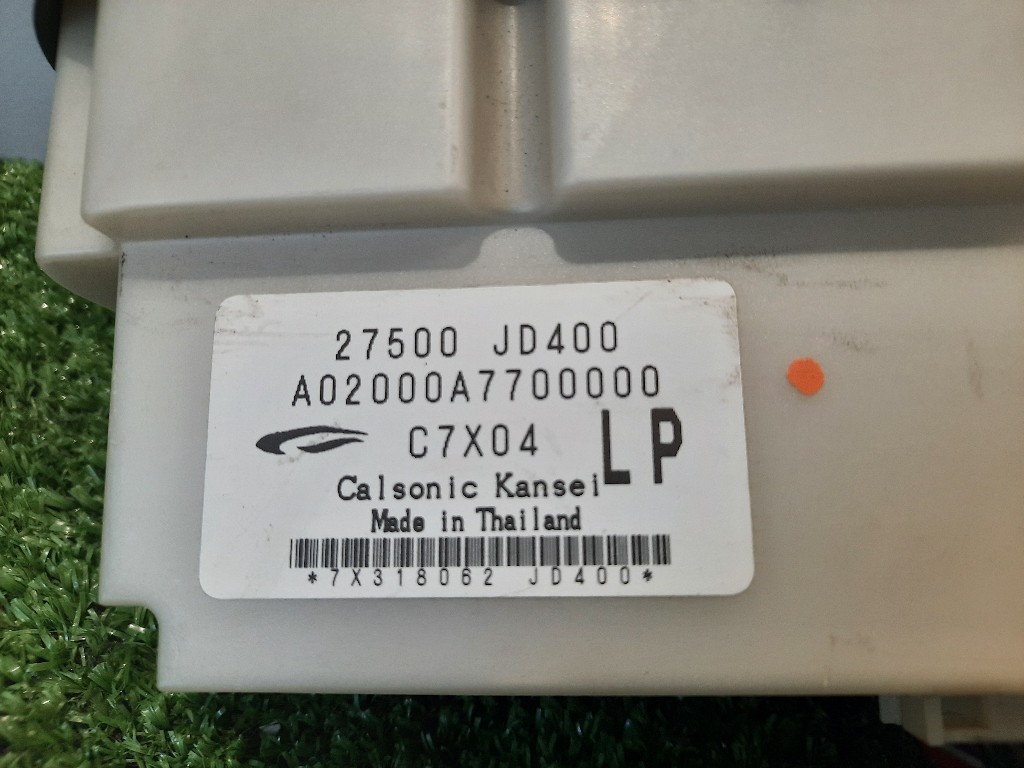 27500 JD400
A02000A7700000
C7X04 LP
Calsonic Kansei
Made in Thailand
*7X318062 JD400*